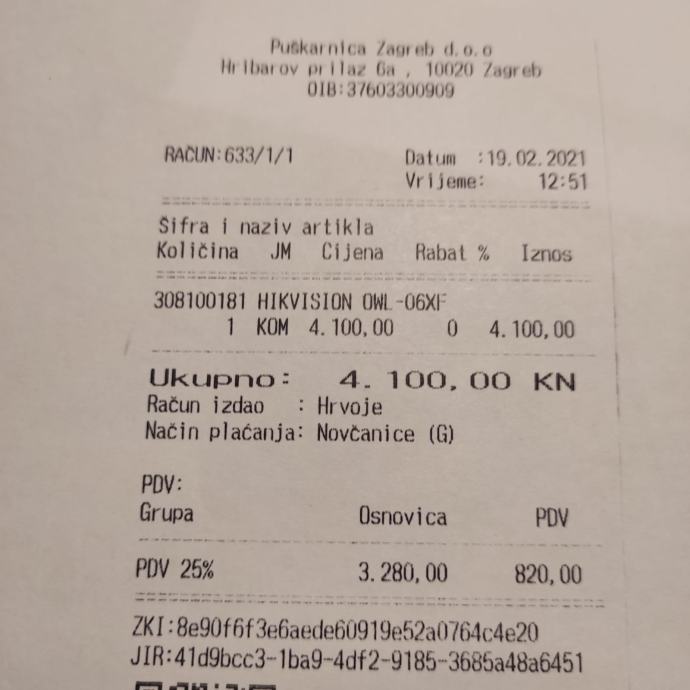 Puškarnica Zagreb d.o.o
Hribarov prilaz 6a , 10020 Zagreb
OIB:37603300909
RAČUN:633/1/1 Datum :19.02.2021
Vrijeme: 12:51
Šifra i naziv artikla
Količina JM Cijena Rabat % Iznos
308100181 HIKVISION OWL-06XF
1 KOM 4.100,00 0 4.100,00
Ukupno: 4.100,00 KN
Račun izdao : Hrvoje
Način plaćanja: Novčanice (G)
PDV:
Grupa Osnovica PDV
PDV 25% 3.280,00 820,00
ZKI:8e90f6f3e6aede60919e52a0764c4e20
JIR:41d9bcc3-1ba9-4df2-9185-3685a48a6451